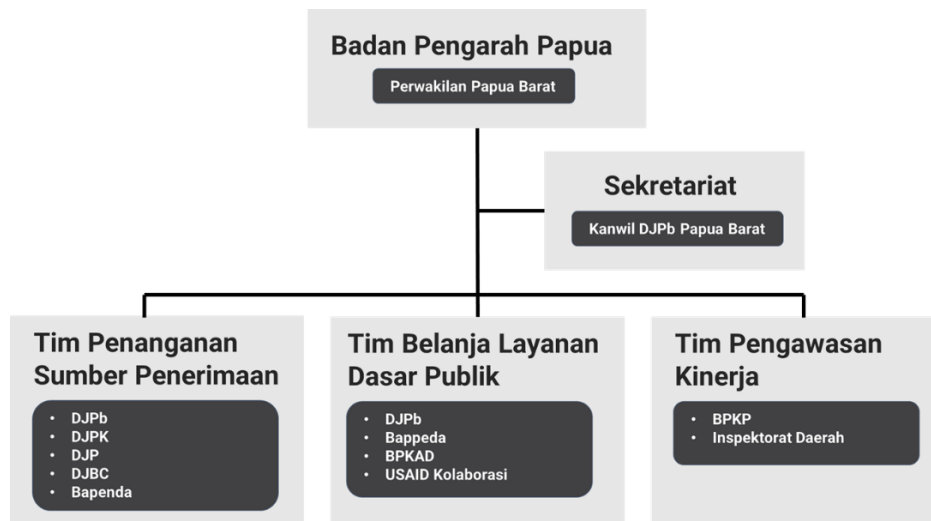 Badan Pengarah Papua
Perwakilan Papua Barat
Sekretariat
Kanwil DJPb Papua Barat
Tim Penanganan
Sumber Penerimaan
• DJPb
• DJPK
• DJP
• DJBC
• Bapenda
Tim Belanja Layanan
Dasar Publik
• DJPb
• Bappeda
• BPKAD
• USAID Kolaborasi
Tim Pengawasan
Kinerja
• BPKP
• Inspektorat Daerah